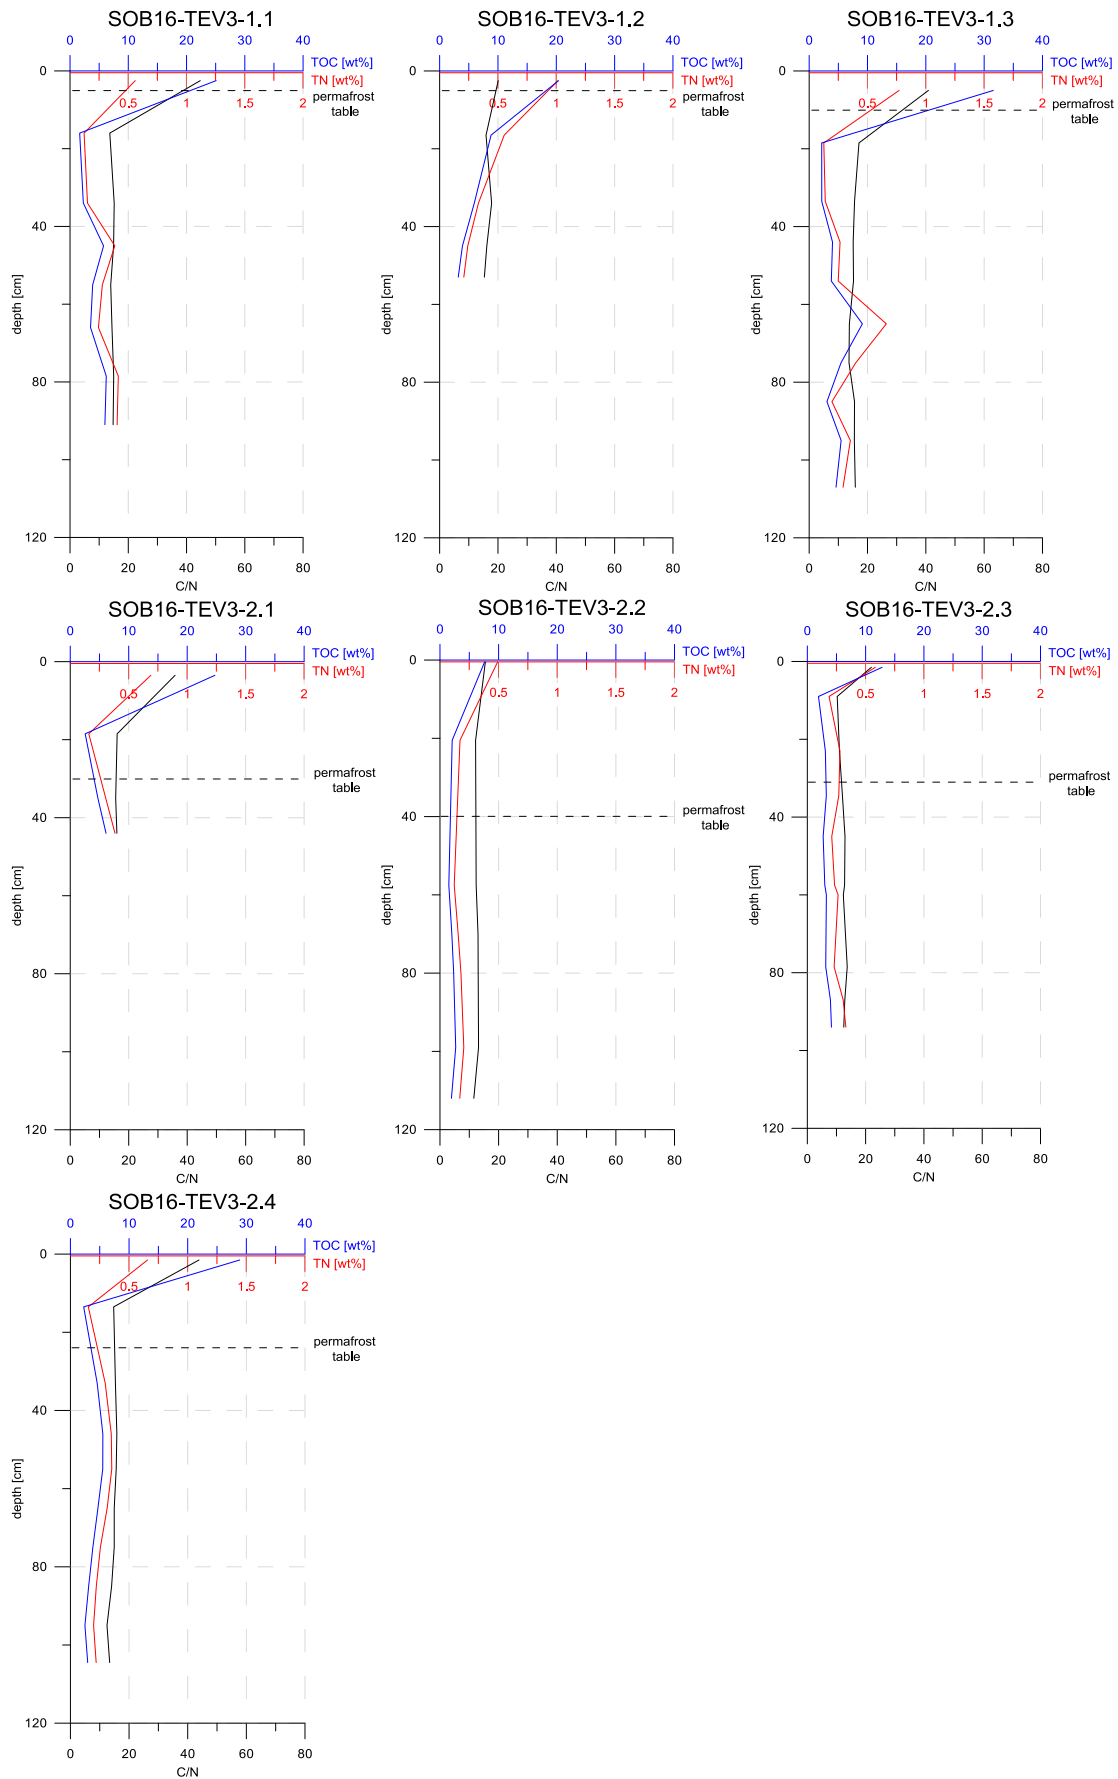 SOB16-TEV3-1.1
0 10 20 30 40
TOC [wt%]
TN [wt%]
0.5 1 1.5 2
permafrost
table
0
40
80
120
depth [cm]
0 20 40 60 80
C/N
SOB16-TEV3-1.2
0 10 20 30 40
TOC [wt%]
TN [wt%]
0.5 1 1.5 2
permafrost
table
0
40
80
120
depth [cm]
0 20 40 60 80
C/N
SOB16-TEV3-1.3
0 10 20 30 40
TOC [wt%]
TN [wt%]
0.5 1 1.5 2
permafrost
table
0
40
80
120
depth [cm]
0 20 40 60 80
C/N
SOB16-TEV3-2.1
0 10 20 30 40
TOC [wt%]
TN [wt%]
0.5 1 1.5 2
permafrost
table
0
40
80
120
depth [cm]
0 20 40 60 80
C/N
SOB16-TEV3-2.2
0 10 20 30 40
TOC [wt%]
TN [wt%]
0.5 1 1.5 2
permafrost
table
0
40
80
120
depth [cm]
0 20 40 60 80
C/N
SOB16-TEV3-2.3
0 10 20 30 40
TOC [wt%]
TN [wt%]
0.5 1 1.5 2
permafrost
table
0
40
80
120
depth [cm]
0 20 40 60 80
C/N
SOB16-TEV3-2.4
0 10 20 30 40
TOC [wt%]
TN [wt%]
0.5 1 1.5 2
permafrost
table
0
40
80
120
depth [cm]
0 20 40 60 80
C/N